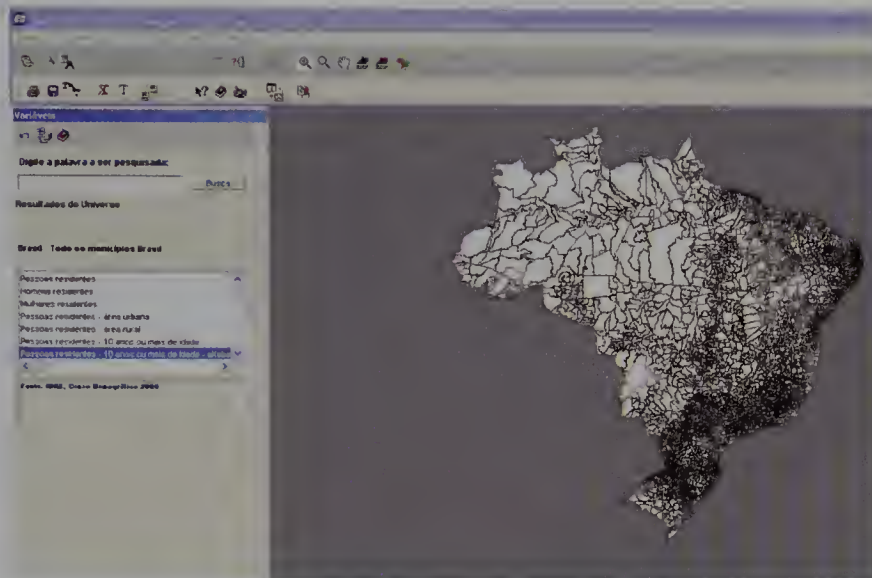 Variáveis
Digite a palavra a ser pesquisada:
Busca
Resultados do Universo
Brasil Todo os municípios Brasil
Pessoas residentes
Homens residentes
Mulheres residentes
Pessoas residentes - área urbana
Pessoas residentes - área rural
Pessoas residentes - 10 anos ou mais de idade
Pessoas residentes - 10 anos ou mais de idade - alfabe
Fonte: IBGE, Censo Demográfico 2000